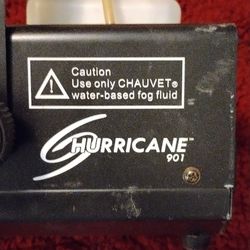 Caution
Use only CHAUVET®
water-based fog fluid
HURRICANE™
901